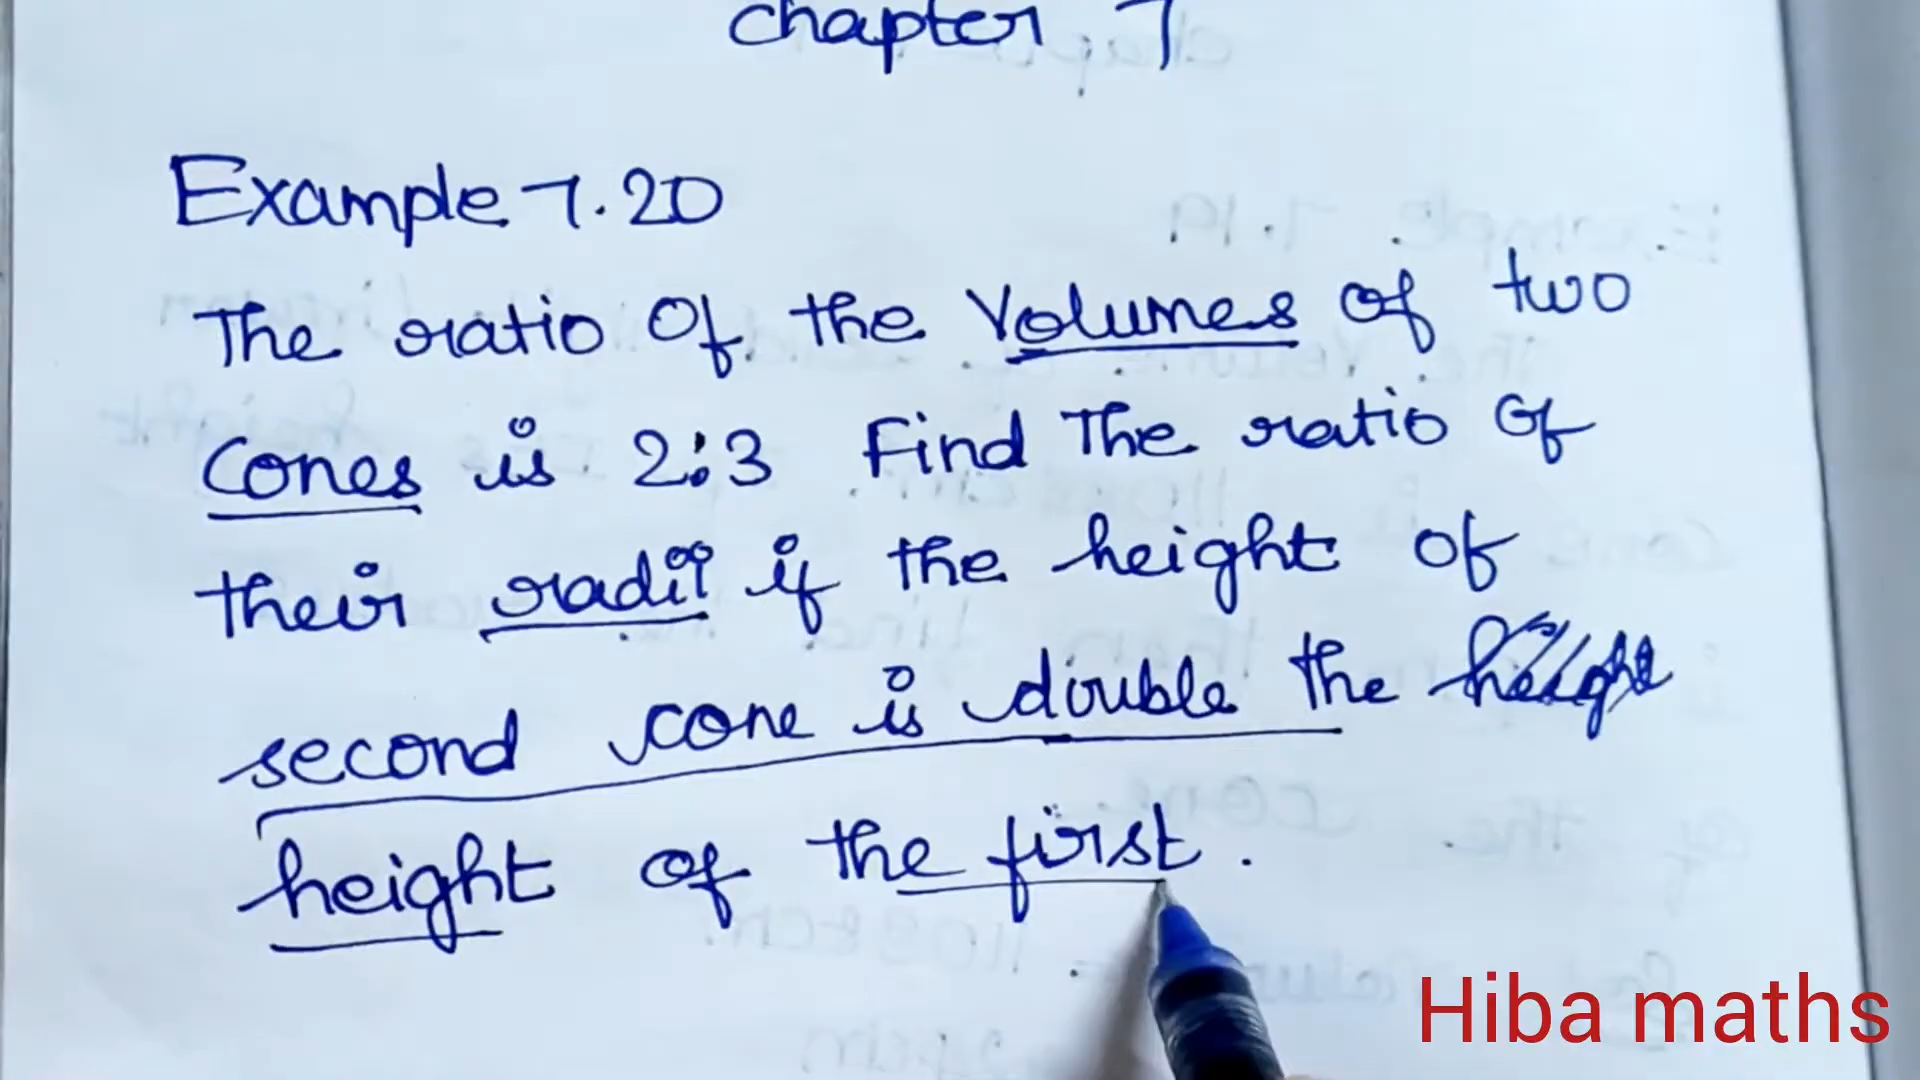 Chapter 7
Example 7.20
The ratio of the Volumes of two
Cones is 2:3 Find The ratio of
their radii if the height of
second cone is double the
height of the first.
Hiba maths